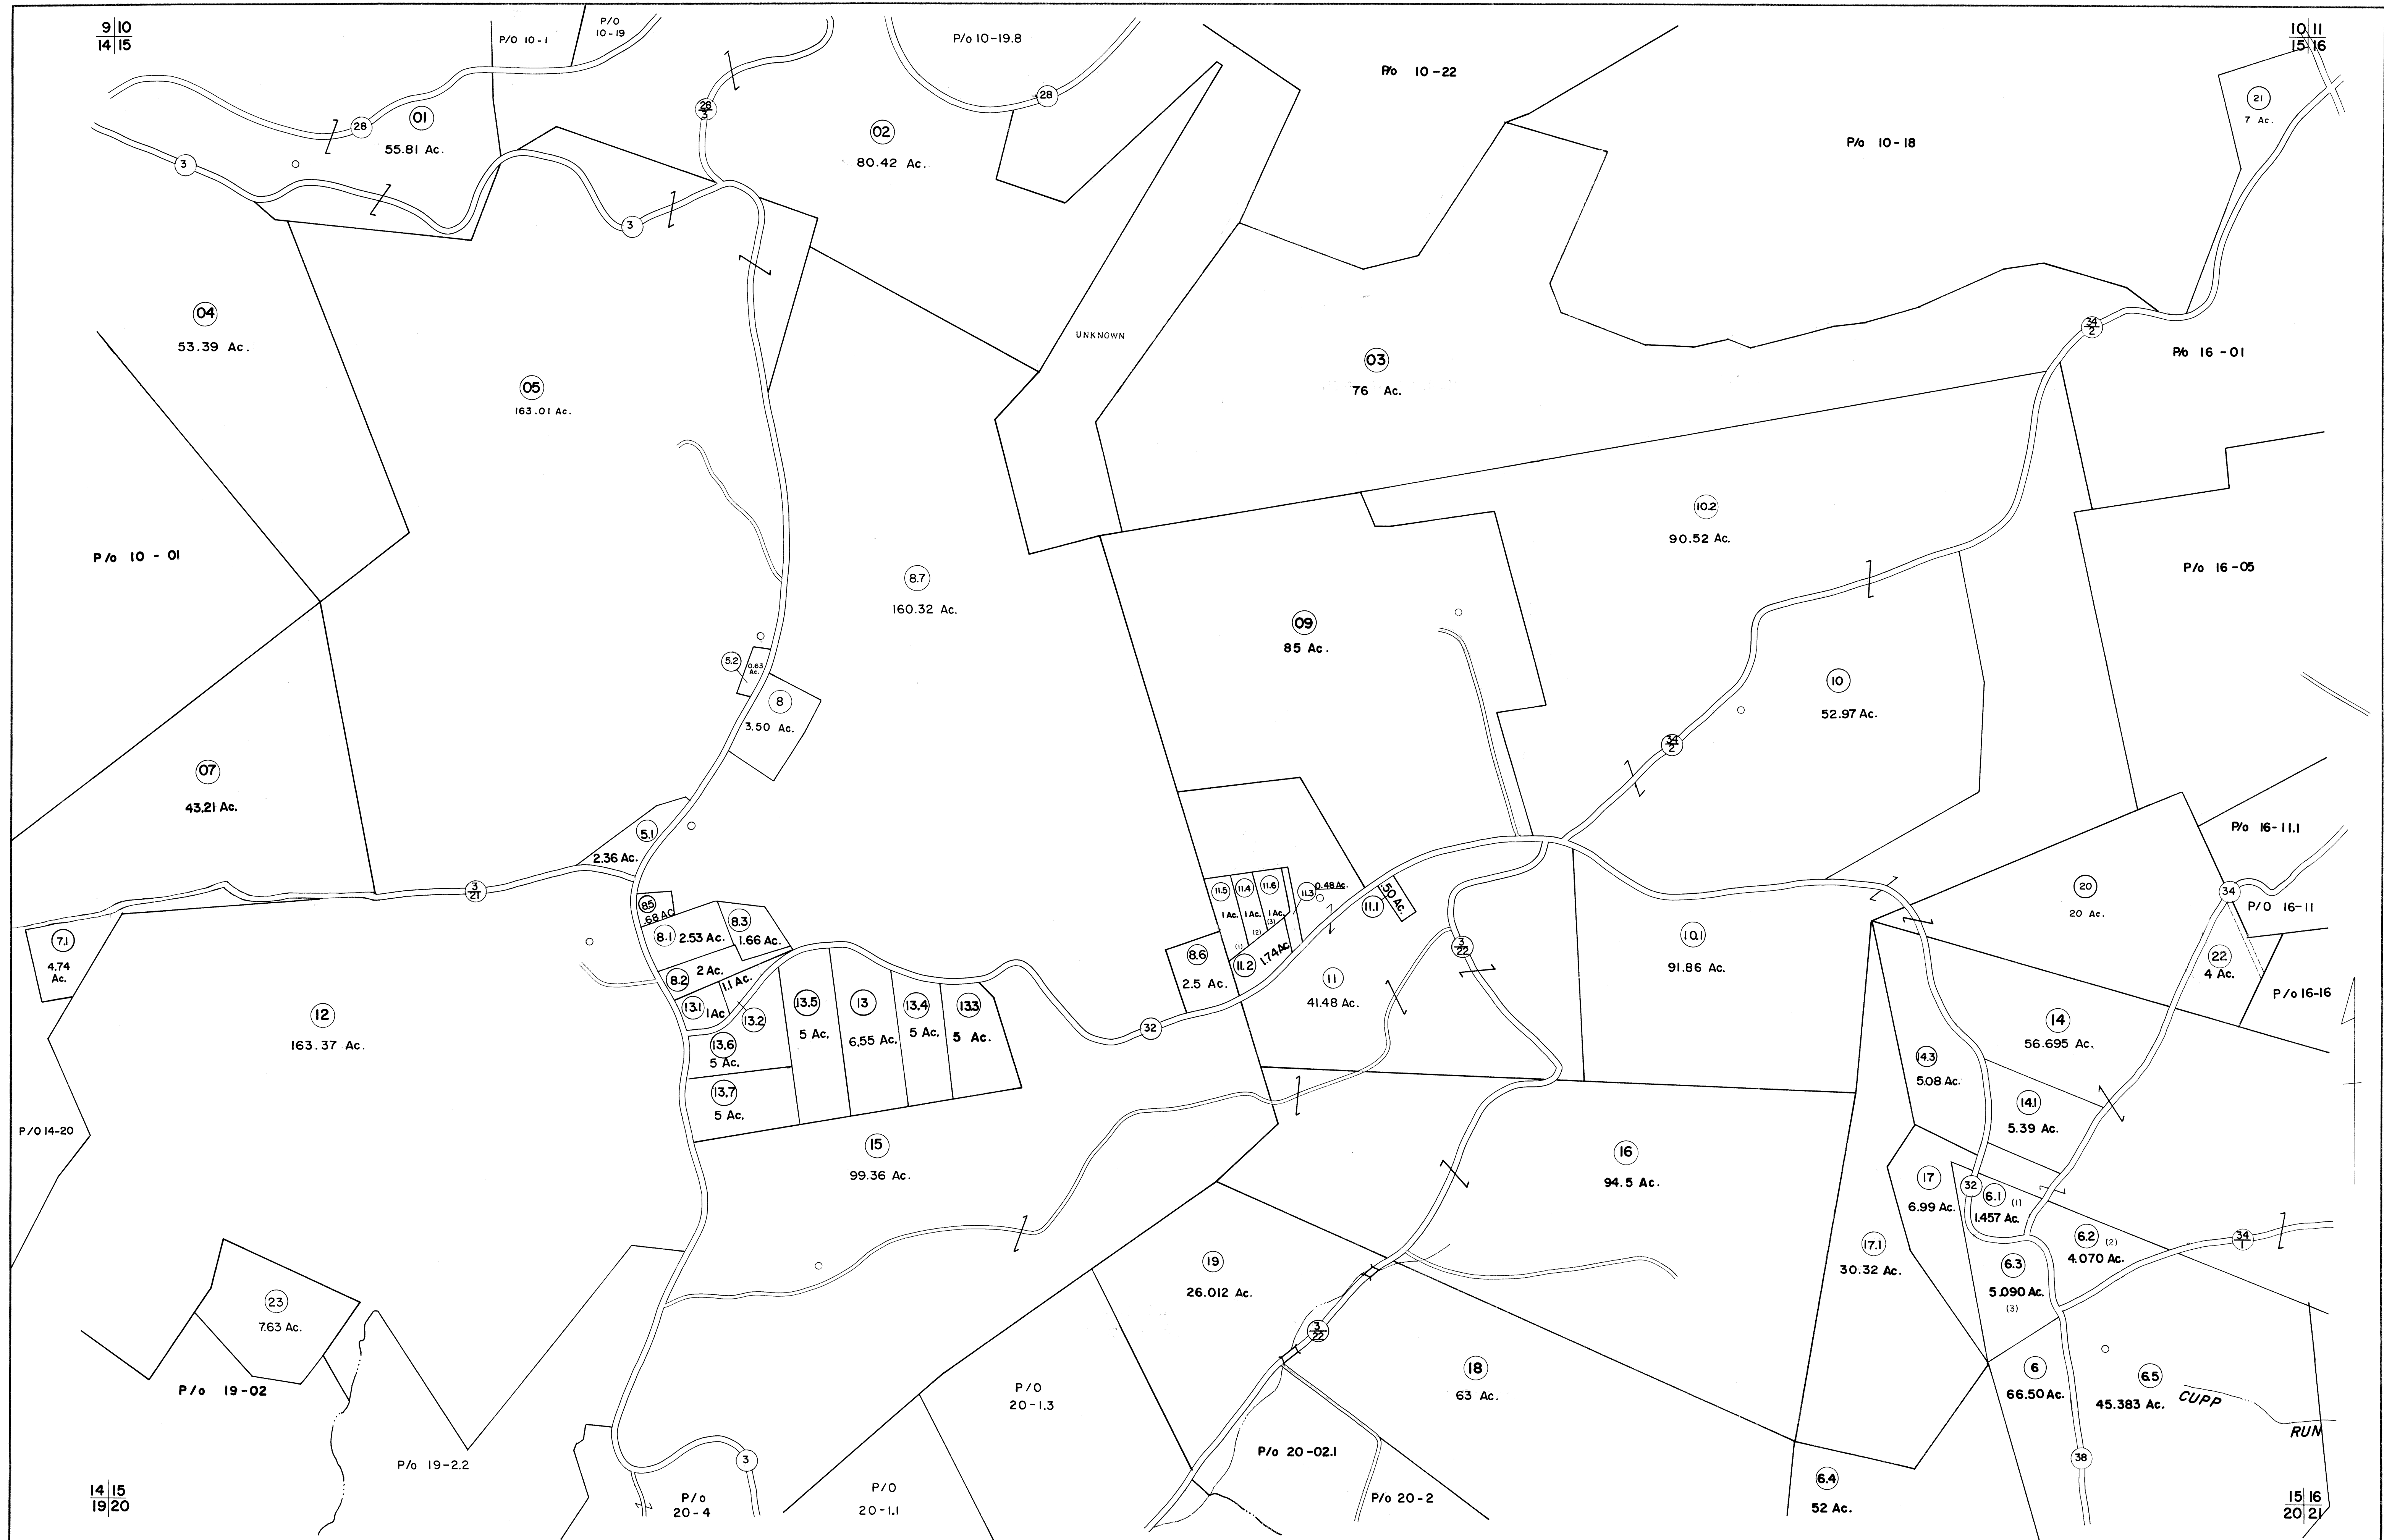 9 10
14 15
P/O 10-1
P/O
10-19
P/o 10-19.8
P/o 10-22
10 11
15 16
21
7 Ac.
28
3
28
01
55.81 Ac.
28
3
02
80.42 Ac.
P/o 10-18
3
3
04
53.39 Ac.
UNKNOWN
34
2
P/o 16-01
03
76 Ac.
05
163.01 Ac.
10.2
90.52 Ac.
P/o 10-01
8.7
160.32 Ac.
P/o 16-05
09
85 Ac.
5.2
0.63
Ac.
8
3.50 Ac.
10
52.97 Ac.
34
2
07
43.21 Ac.
5.1
2.36 Ac.
P/o 16-11.1
3
21
11.5
1 Ac.
(1)
11.4
1 Ac.
(2)
11.6
1 Ac.
(3)
11.3
0.48 Ac.
11.1
.50 Ac.
20
20 Ac.
34
P/O 16-11
8.5
.68 AC
8.3
1.66 Ac.
8.1 2.53 Ac.
7.1
4.74
Ac.
8.6
2.5 Ac.
11.2 1.74 Ac
3
22
10.1
91.86 Ac.
22
4 Ac.
8.2
2 Ac.
1.1 Ac.
13.1
1 Ac
13.2
11
41.48 Ac.
P/o 16-16
12
163.37 Ac.
13.5
5 Ac.
13
6.55 Ac.
13.4
5 Ac.
13.3
5 Ac.
32
13.6
5 Ac.
14
56.695 Ac.
14.3
5.08 Ac.
13.7
5 Ac.
14.1
5.39 Ac.
P/O 14-20
15
99.36 Ac.
16
94.5 Ac.
17
6.99 Ac.
32
6.1 (1)
1.457 Ac.
6.2 (2)
4.070 Ac.
34
1
17.1
30.32 Ac.
6.3
5.090 Ac.
(3)
19
26.012 Ac.
23
7.63 Ac.
3
22
18
63 Ac.
6
66.50 Ac.
6.5
45.383 Ac.
CUPP
RUN
P/o 19-02
P/O
20-1.3
P/o 20-02.1
P/o 19-2.2
3
38
6.4
52 Ac.
14 15
19 20
P/o
20-4
P/O
20-1.1
P/o 20-2
15 16
20 21